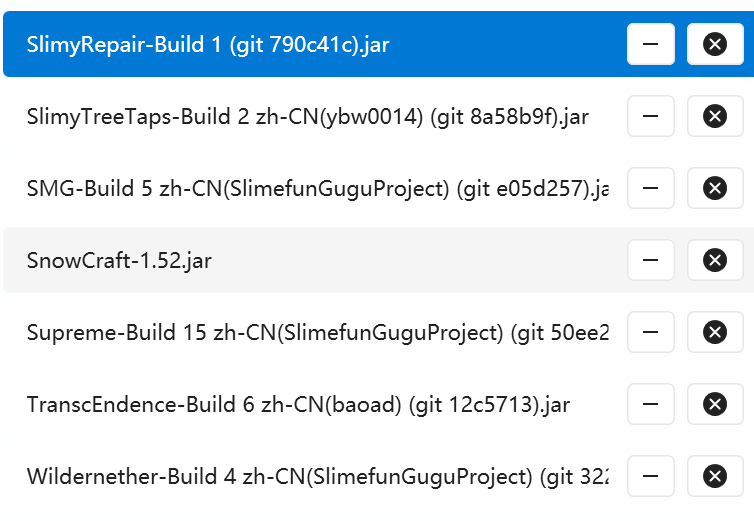 SlimyRepair-Build 1 (git 790c41c).jar
SlimyTreeTaps-Build 2 zh-CN(ybw0014) (git 8a58b9f).jar
SMG-Build 5 zh-CN(SlimefunGuguProject) (git e05d257).ja
SnowCraft-1.52.jar
Supreme-Build 15 zh-CN(SlimefunGuguProject) (git 50ee2
TranscEndence-Build 6 zh-CN(baoad) (git 12c5713).jar
Wildernether-Build 4 zh-CN(SlimefunGuguProject) (git 322